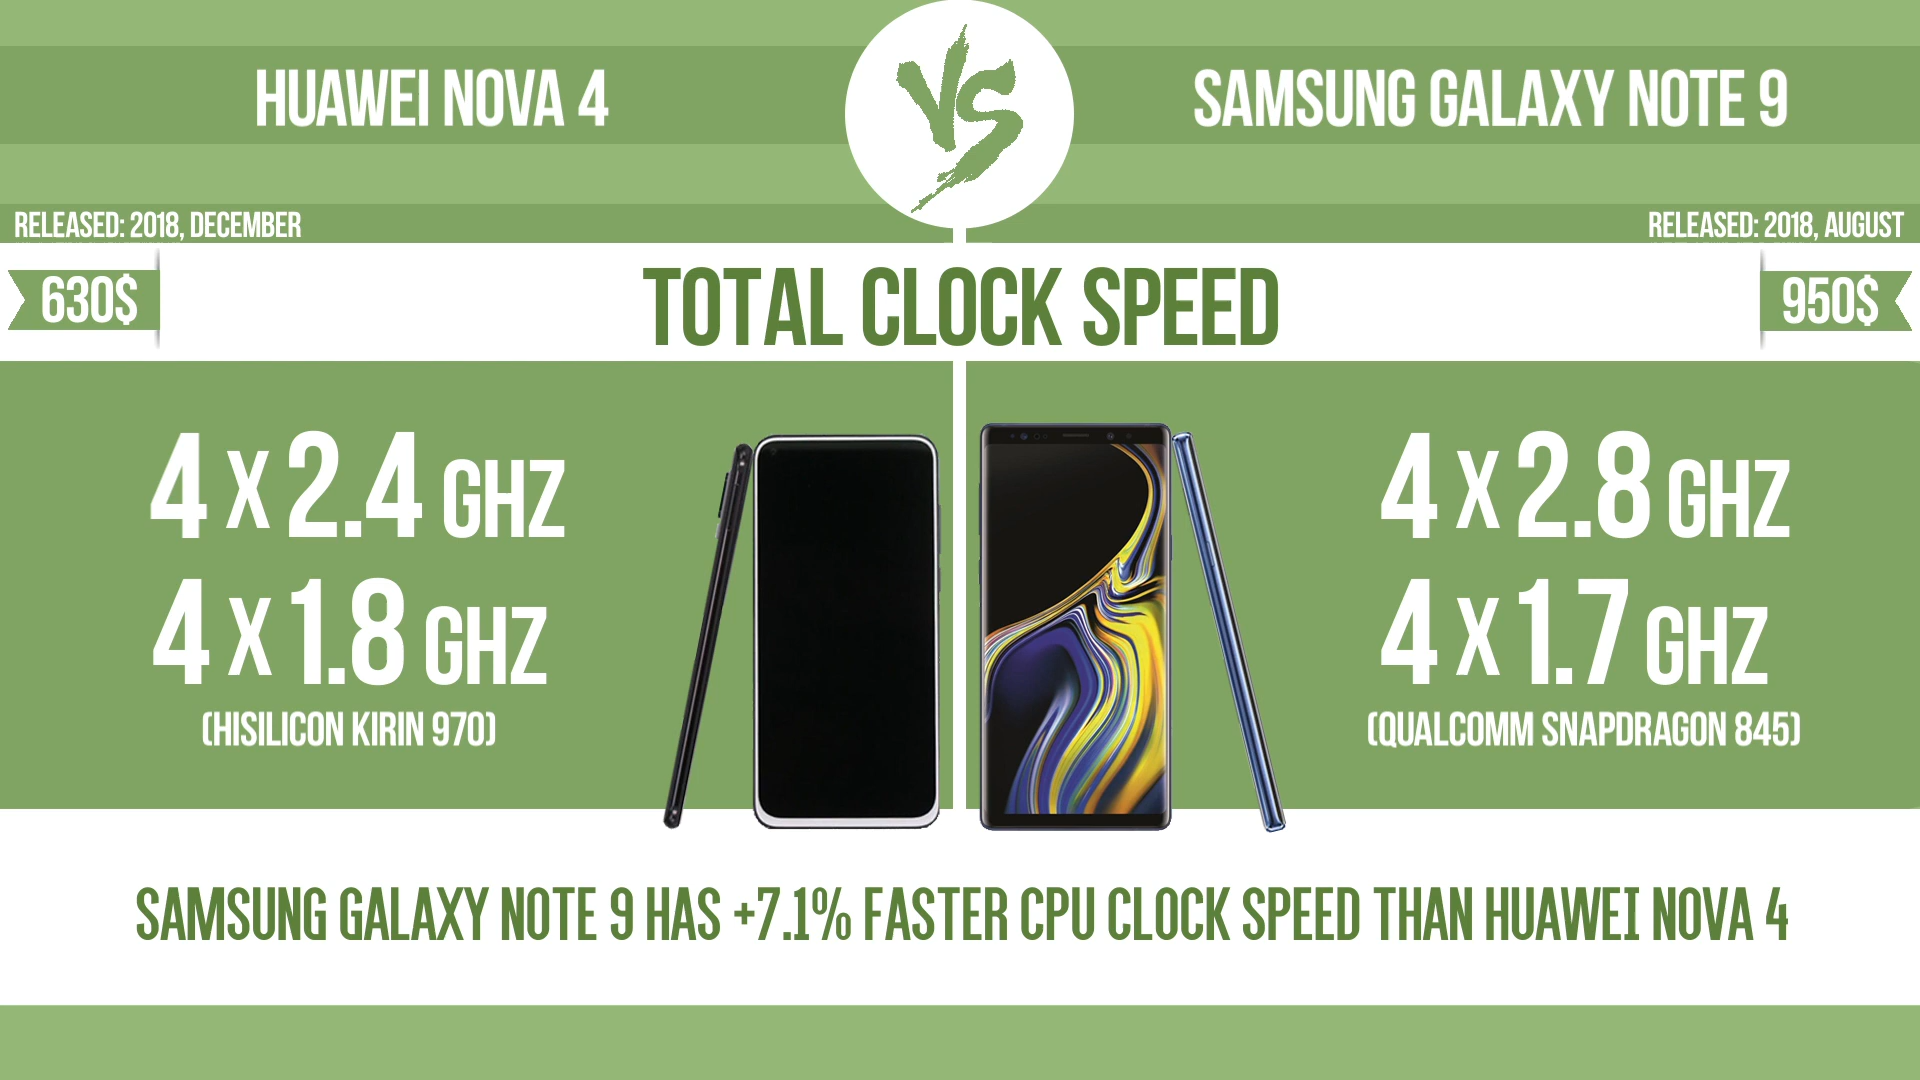 HUAWEI NOVA 4
VS
SAMSUNG GALAXY NOTE 9
RELEASED: 2018, DECEMBER
RELEASED: 2018, AUGUST
630$
TOTAL CLOCK SPEED
950$
4 X 2.4 GHZ
4 X 1.8 GHZ
(HISILICON KIRIN 970)
4 X 2.8 GHZ
4 X 1.7 GHZ
(QUALCOMM SNAPDRAGON 845)
SAMSUNG GALAXY NOTE 9 HAS +7.1% FASTER CPU CLOCK SPEED THAN HUAWEI NOVA 4